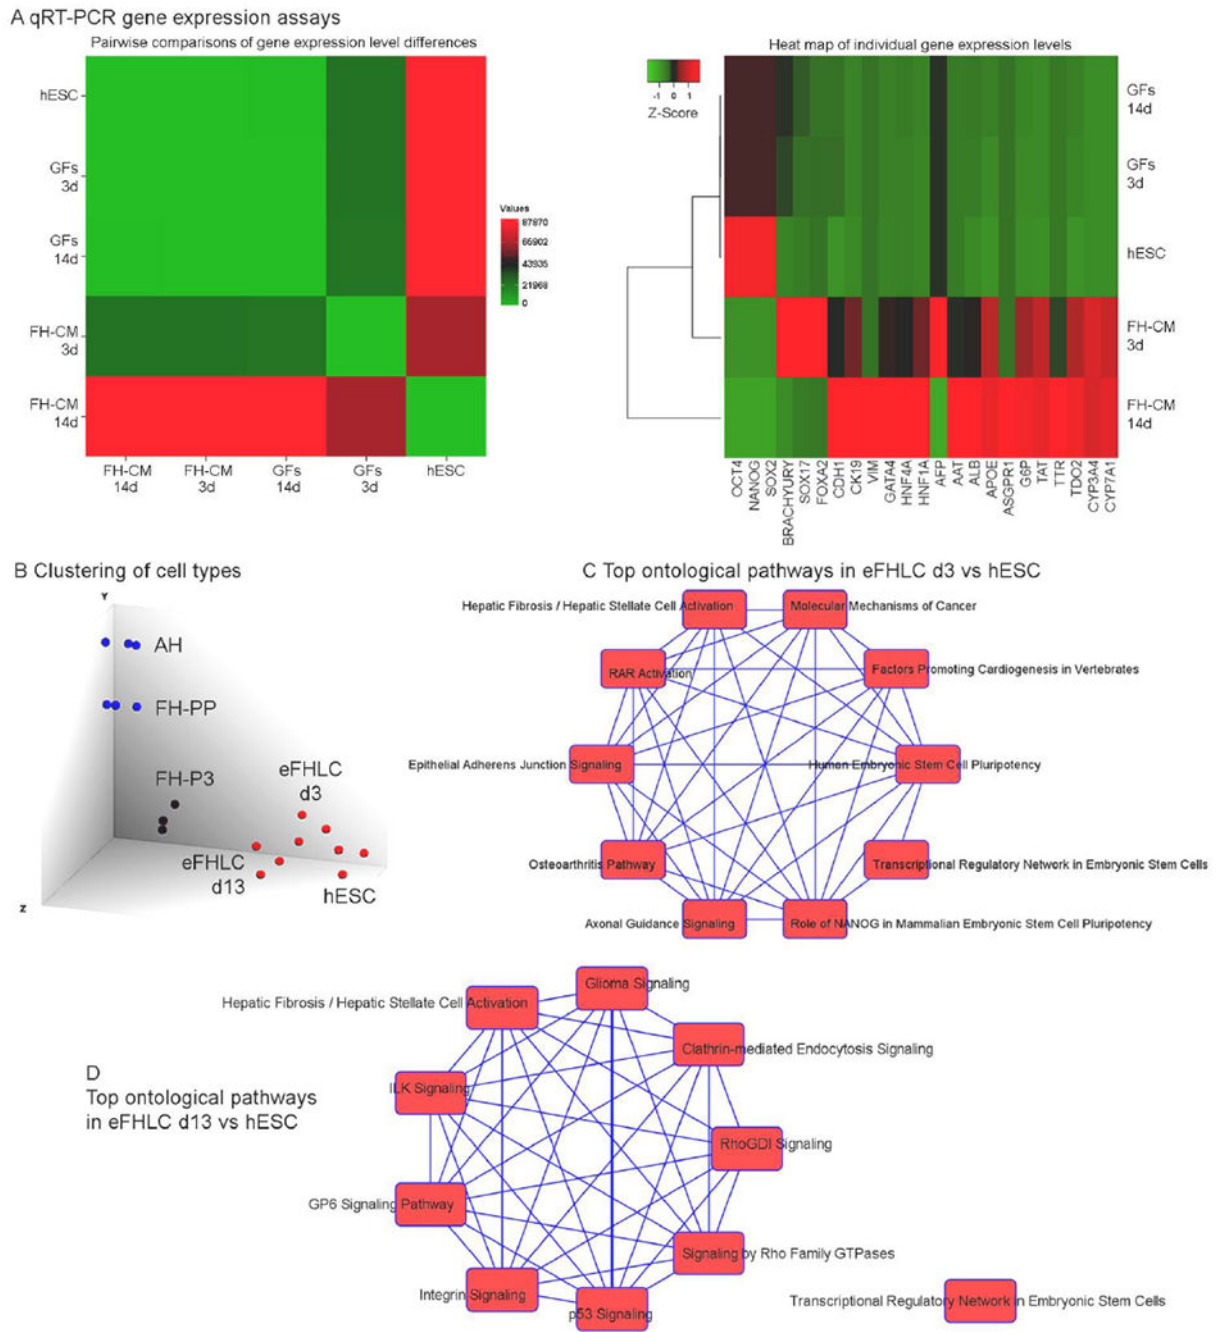 A qRT-PCR gene expression assays
Pairwise comparisons of gene expression level differences
hESC
GFs
3d
GFs
14d
FH-CM
3d
FH-CM
14d
FH-CM
14d
FH-CM
3d
GFs
14d
GFs
3d
hESC
Values
87870
65902
43935
21968
0
Heat map of individual gene expression levels
-1 0 1
Z-Score
GFs
14d
GFs
3d
hESC
FH-CM
3d
FH-CM
14d
OCT4
NANOG
SOX2
BRACHYURY
SOX17
FOXA2
CDH1
CK19
VIM
GATA4
HNF4A
HNF1A
AFP
AAT
ALB
APOE
ASGPR1
G6P
TAT
TTR
TDO2
CYP3A4
CYP7A1
B Clustering of cell types
Y
AH
FH-PP
FH-P3
eFHLC
d3
eFHLC
d13
hESC
Z
C Top ontological pathways in eFHLC d3 vs hESC
Hepatic Fibrosis / Hepatic Stellate Cell Activation
Molecular Mechanisms of Cancer
RAR Activation
Factors Promoting Cardiogenesis in Vertebrates
Epithelial Adherens Junction Signaling
Human Embryonic Stem Cell Pluripotency
Osteoarthritis Pathway
Transcriptional Regulatory Network in Embryonic Stem Cells
Axonal Guidance Signaling
Role of NANOG in Mammalian Embryonic Stem Cell Pluripotency
D
Top ontological pathways
in eFHLC d13 vs hESC
Glioma Signaling
Hepatic Fibrosis / Hepatic Stellate Cell Activation
Clathrin-mediated Endocytosis Signaling
ILK Signaling
RhoGDI Signaling
GP6 Signaling Pathway
Signaling by Rho Family GTPases
Integrin Signaling
p53 Signaling
Transcriptional Regulatory Network in Embryonic Stem Cells